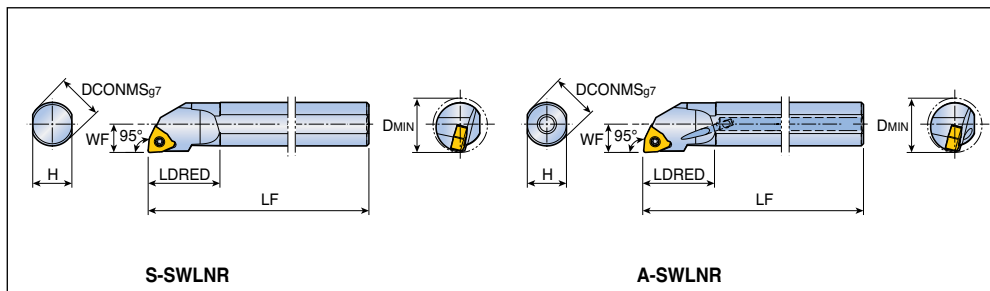 DCONMSg7
WF
95°
H
LDRED
LF
DMIN
S-SWLNR
DCONMSg7
WF
95°
H
LDRED
LF
DMIN
A-SWLNR